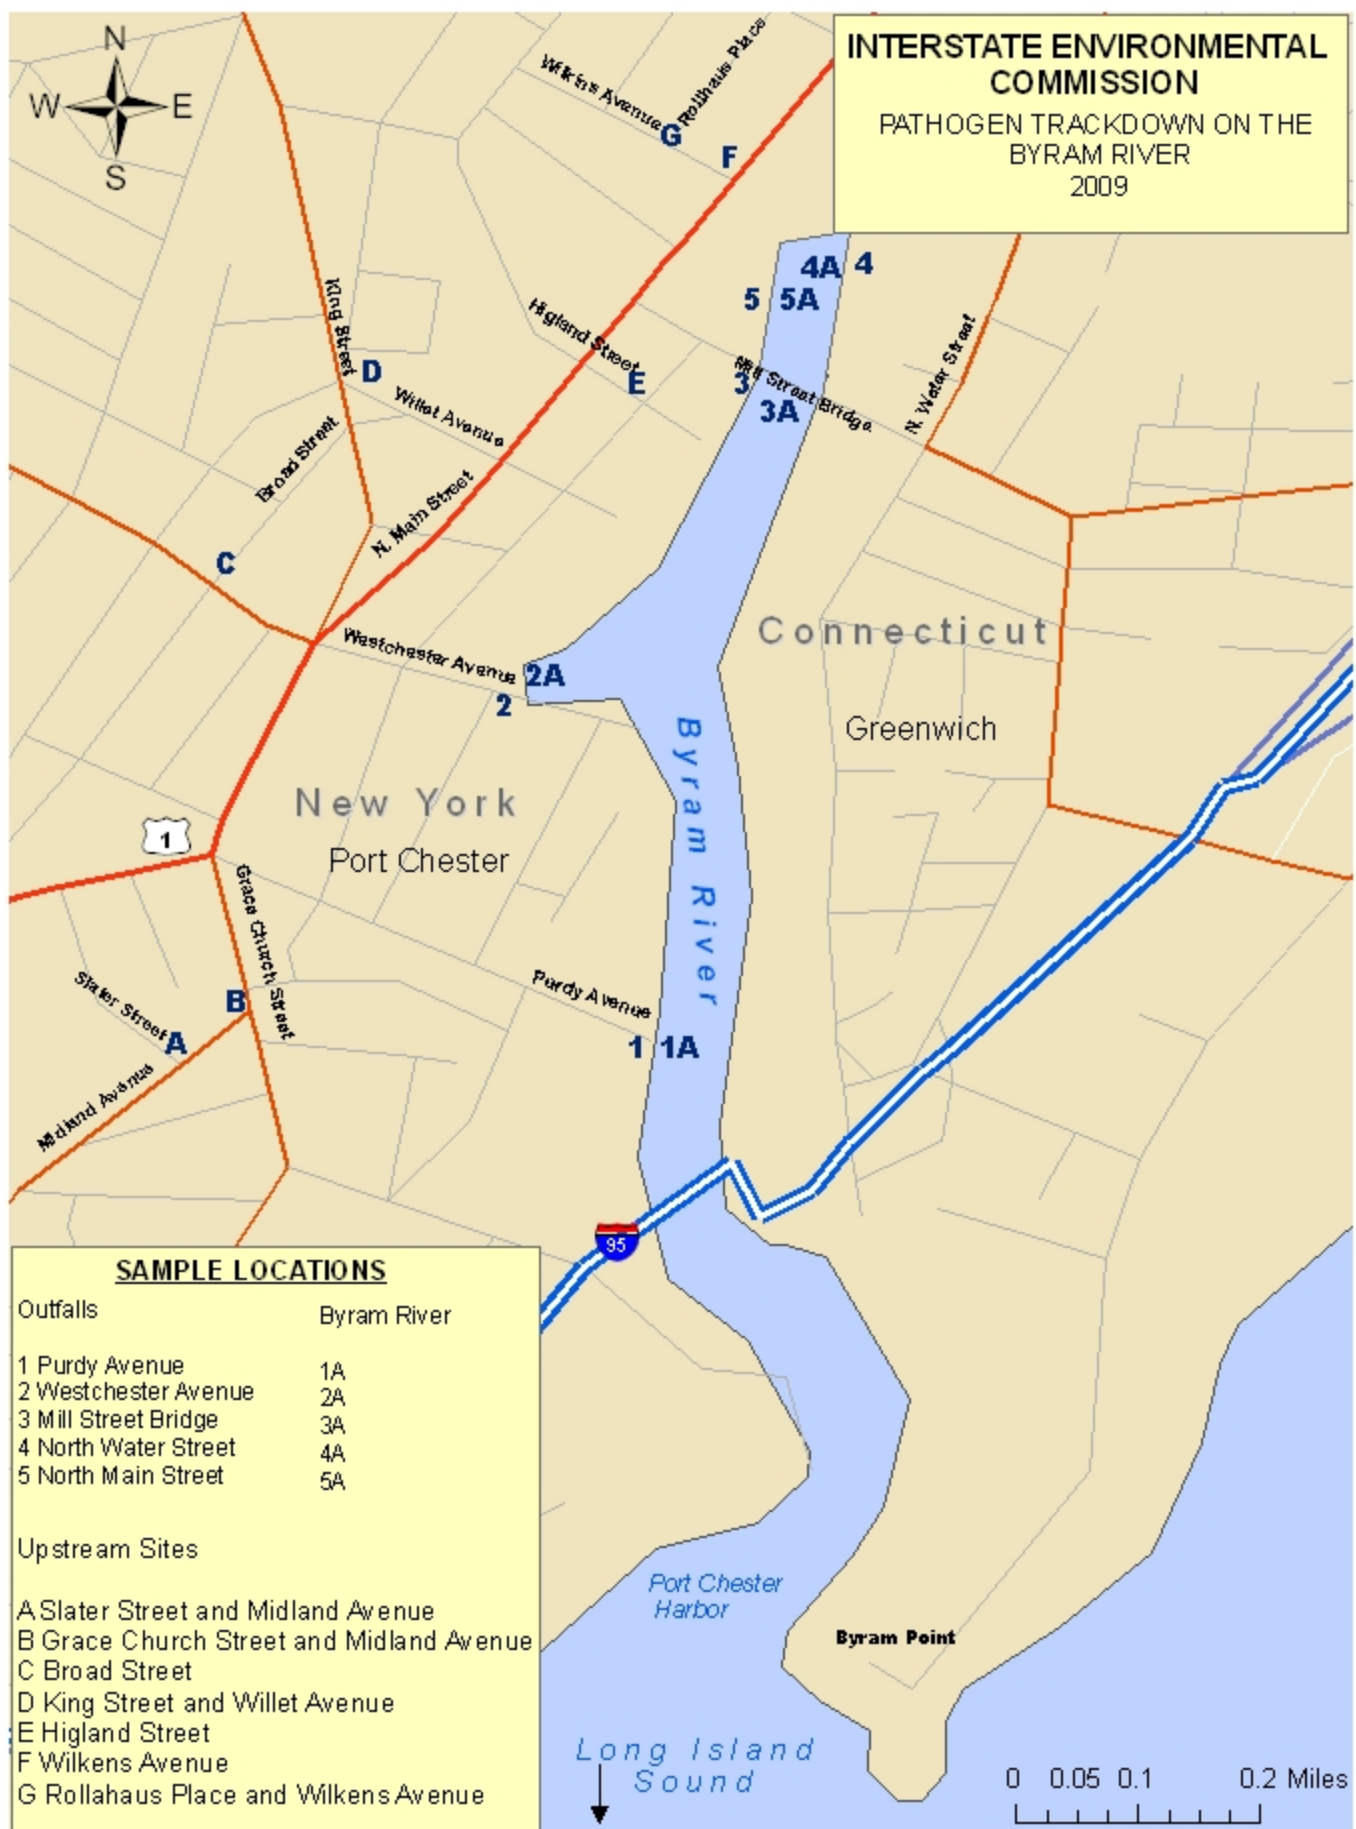 N
W E
S
INTERSTATE ENVIRONMENTAL
COMMISSION
PATHOGEN TRACKDOWN ON THE
BYRAM RIVER
2009
Rollhaus Place
Wilkins Avenue
G
F
4A 4
5 5A
King Street
Higland Street
N. Water Street
Mill Street Bridge
D
E
3
3A
Willet Avenue
Broad Street
N. Main Street
C
Connecticut
Westchester Avenue
2A
2
Greenwich
Byram River
New York
1
Port Chester
Grace Church Street
Slater Street
B
A
Purdy Avenue
1 1A
Midland Avenue
95
SAMPLE LOCATIONS
Outfalls Byram River
1 Purdy Avenue 1A
2 Westchester Avenue 2A
3 Mill Street Bridge 3A
4 North Water Street 4A
5 North Main Street 5A
Upstream Sites
A Slater Street and Midland Avenue
B Grace Church Street and Midland Avenue
C Broad Street
D King Street and Willet Avenue
E Higland Street
F Wilkens Avenue
G Rollahaus Place and Wilkens Avenue
Port Chester
Harbor
Byram Point
Long Island
Sound
0 0.05 0.1 0.2 Miles